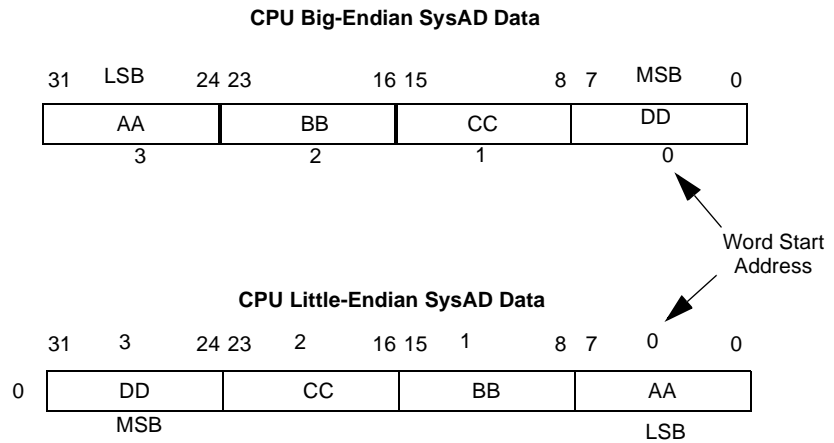 CPU Big-Endian SysAD Data
31 LSB 24 23 16 15 8 7 MSB 0
AA BB CC DD
3 2 1 0
Word Start
Address
CPU Little-Endian SysAD Data
31 3 24 23 2 16 15 1 8 7 0 0
0 DD CC BB AA
MSB LSB